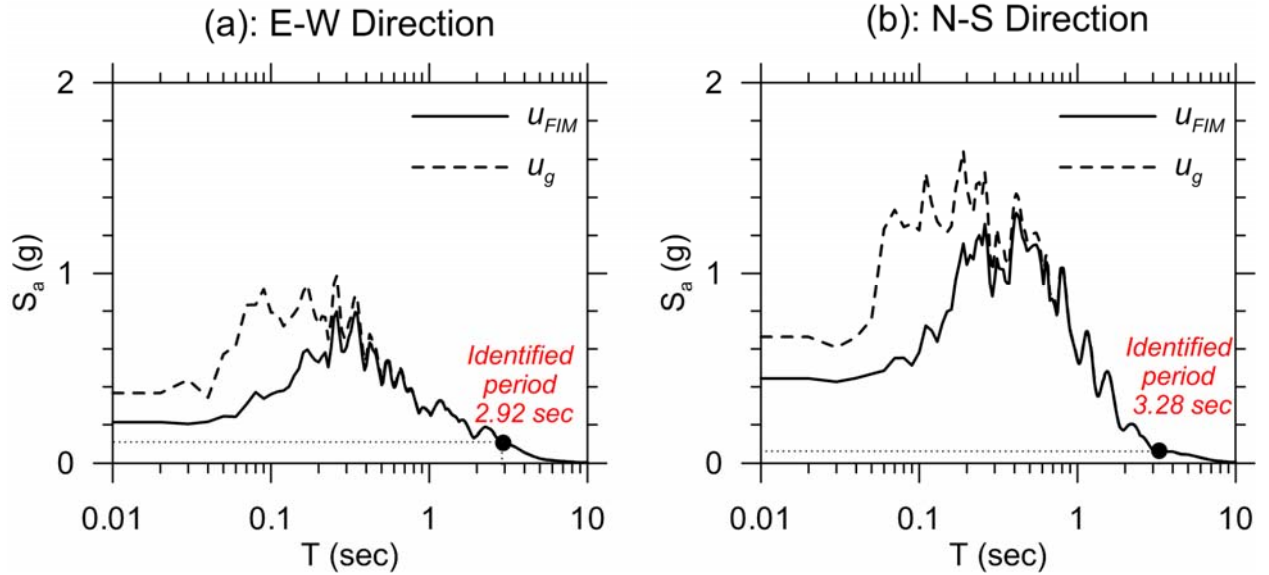 (a): E-W Direction
2
1
0
S_a (g)
u_FIM
u_g
Identified
period
2.92 sec
0.01 0.1 1 10
T (sec)
(b): N-S Direction
2
1
0
S_a (g)
u_FIM
u_g
Identified
period
3.28 sec
0.01 0.1 1 10
T (sec)